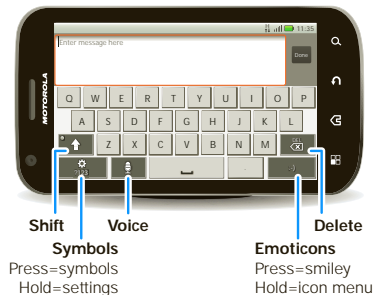 11:35
Enter message here
Done
MOTOROLA
Q W E R T Y U I O P
A S D F G H J K L
Z X C V B N M DEL
?123
Shift Voice Delete
Symbols Emoticons
Press=symbols Press=smiley
Hold=settings Hold=icon menu